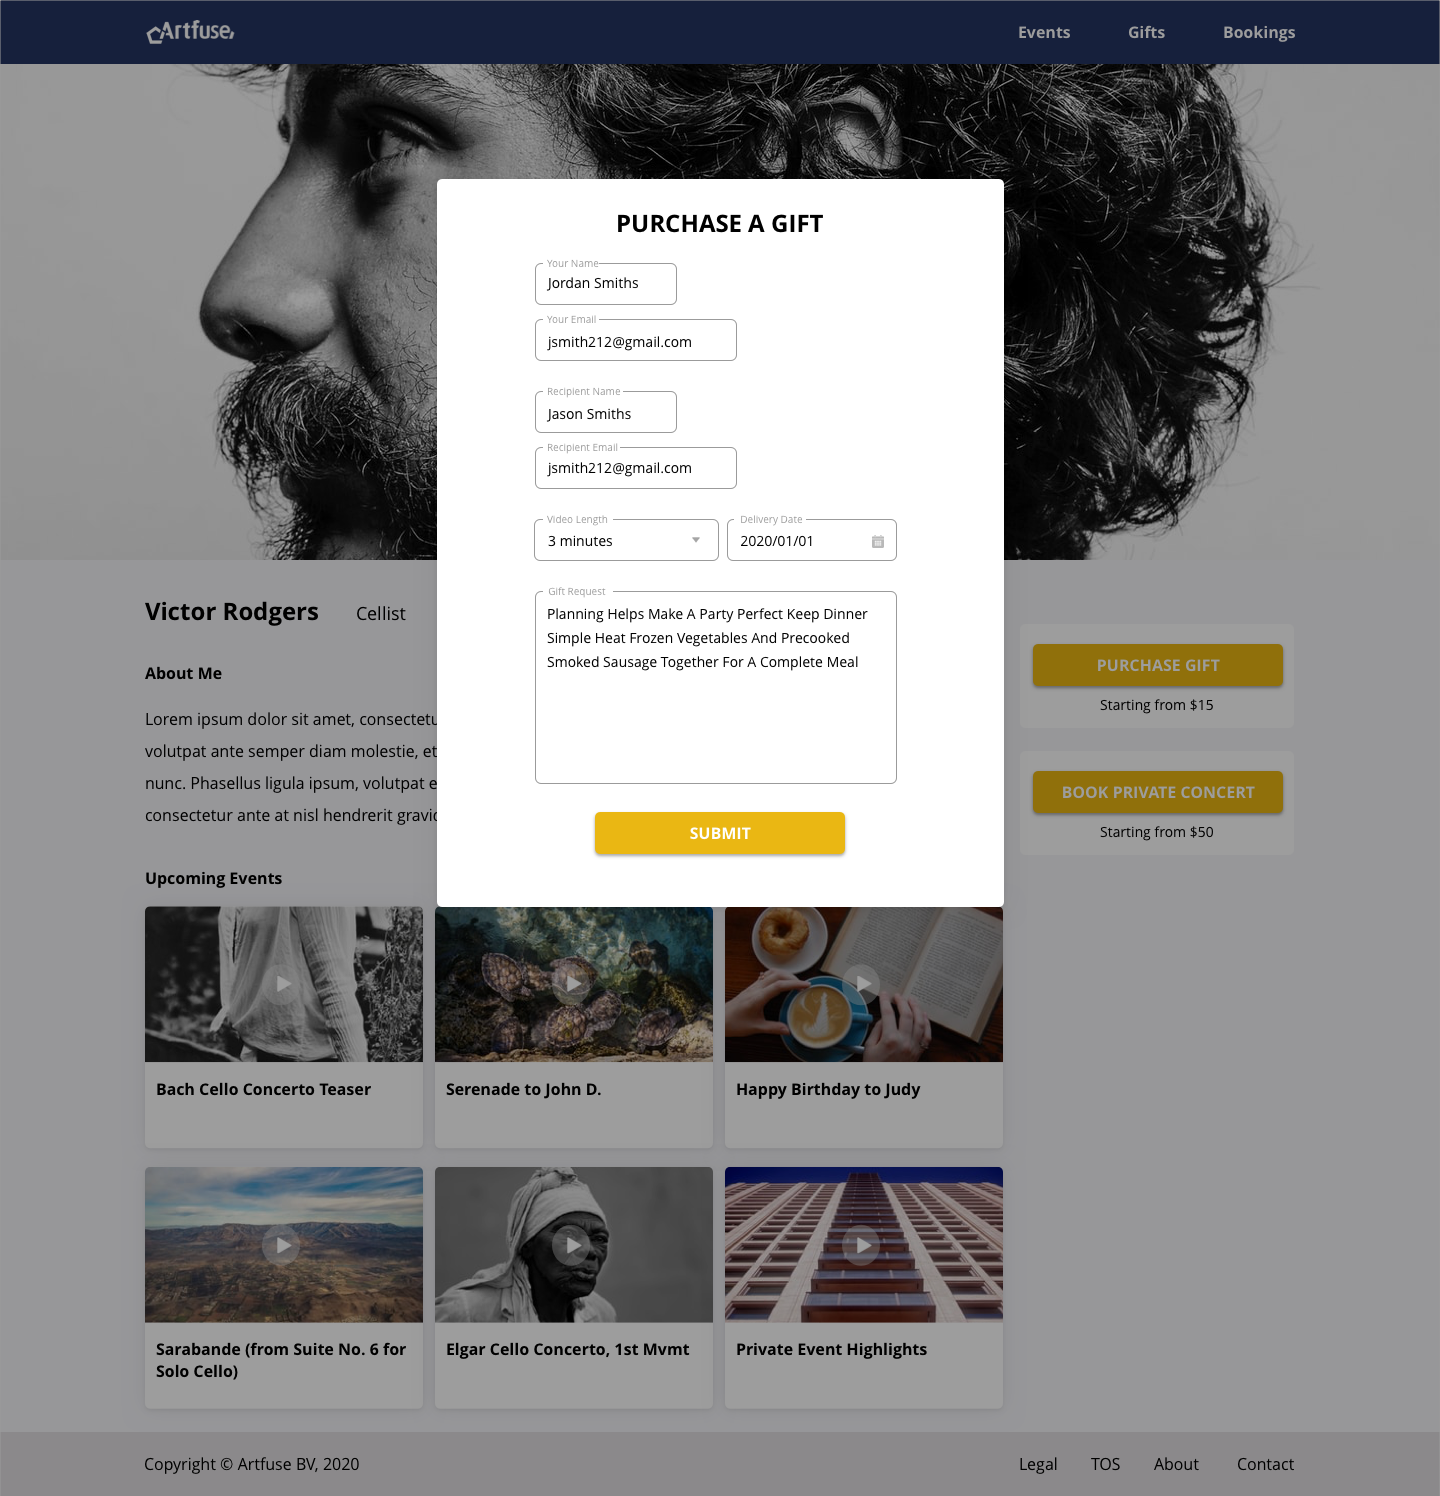 Artfuse
Events
Gifts
Bookings
PURCHASE A GIFT
Your Name
Jordan Smiths
Your Email
jsmith212@gmail.com
Recipient Name
Jason Smiths
Recipient Email
jsmith212@gmail.com
Video Length
3 minutes
Delivery Date
2020/01/01
Gift Request
Planning Helps Make A Party Perfect Keep Dinner
Simple Heat Frozen Vegetables And Precooked
Smoked Sausage Together For A Complete Meal
SUBMIT
Victor Rodgers
Cellist
About Me
Lorem ipsum dolor sit amet,
volutpat ante semper diam molestie,
nunc. Phasellus ligula ipsum, volutpat
consectetur ante at nisl hendrerit
PURCHASE GIFT
Starting from $15
BOOK PRIVATE CONCERT
Starting from $50
Upcoming Events
Bach Cello Concerto Teaser
Serenade to John D.
Happy Birthday to Judy
Sarabande (from Suite No. 6 for
Solo Cello)
Elgar Cello Concerto, 1st Mvmt
Private Event Highlights
Copyright © Artfuse BV, 2020
Legal
TOS
About
Contact